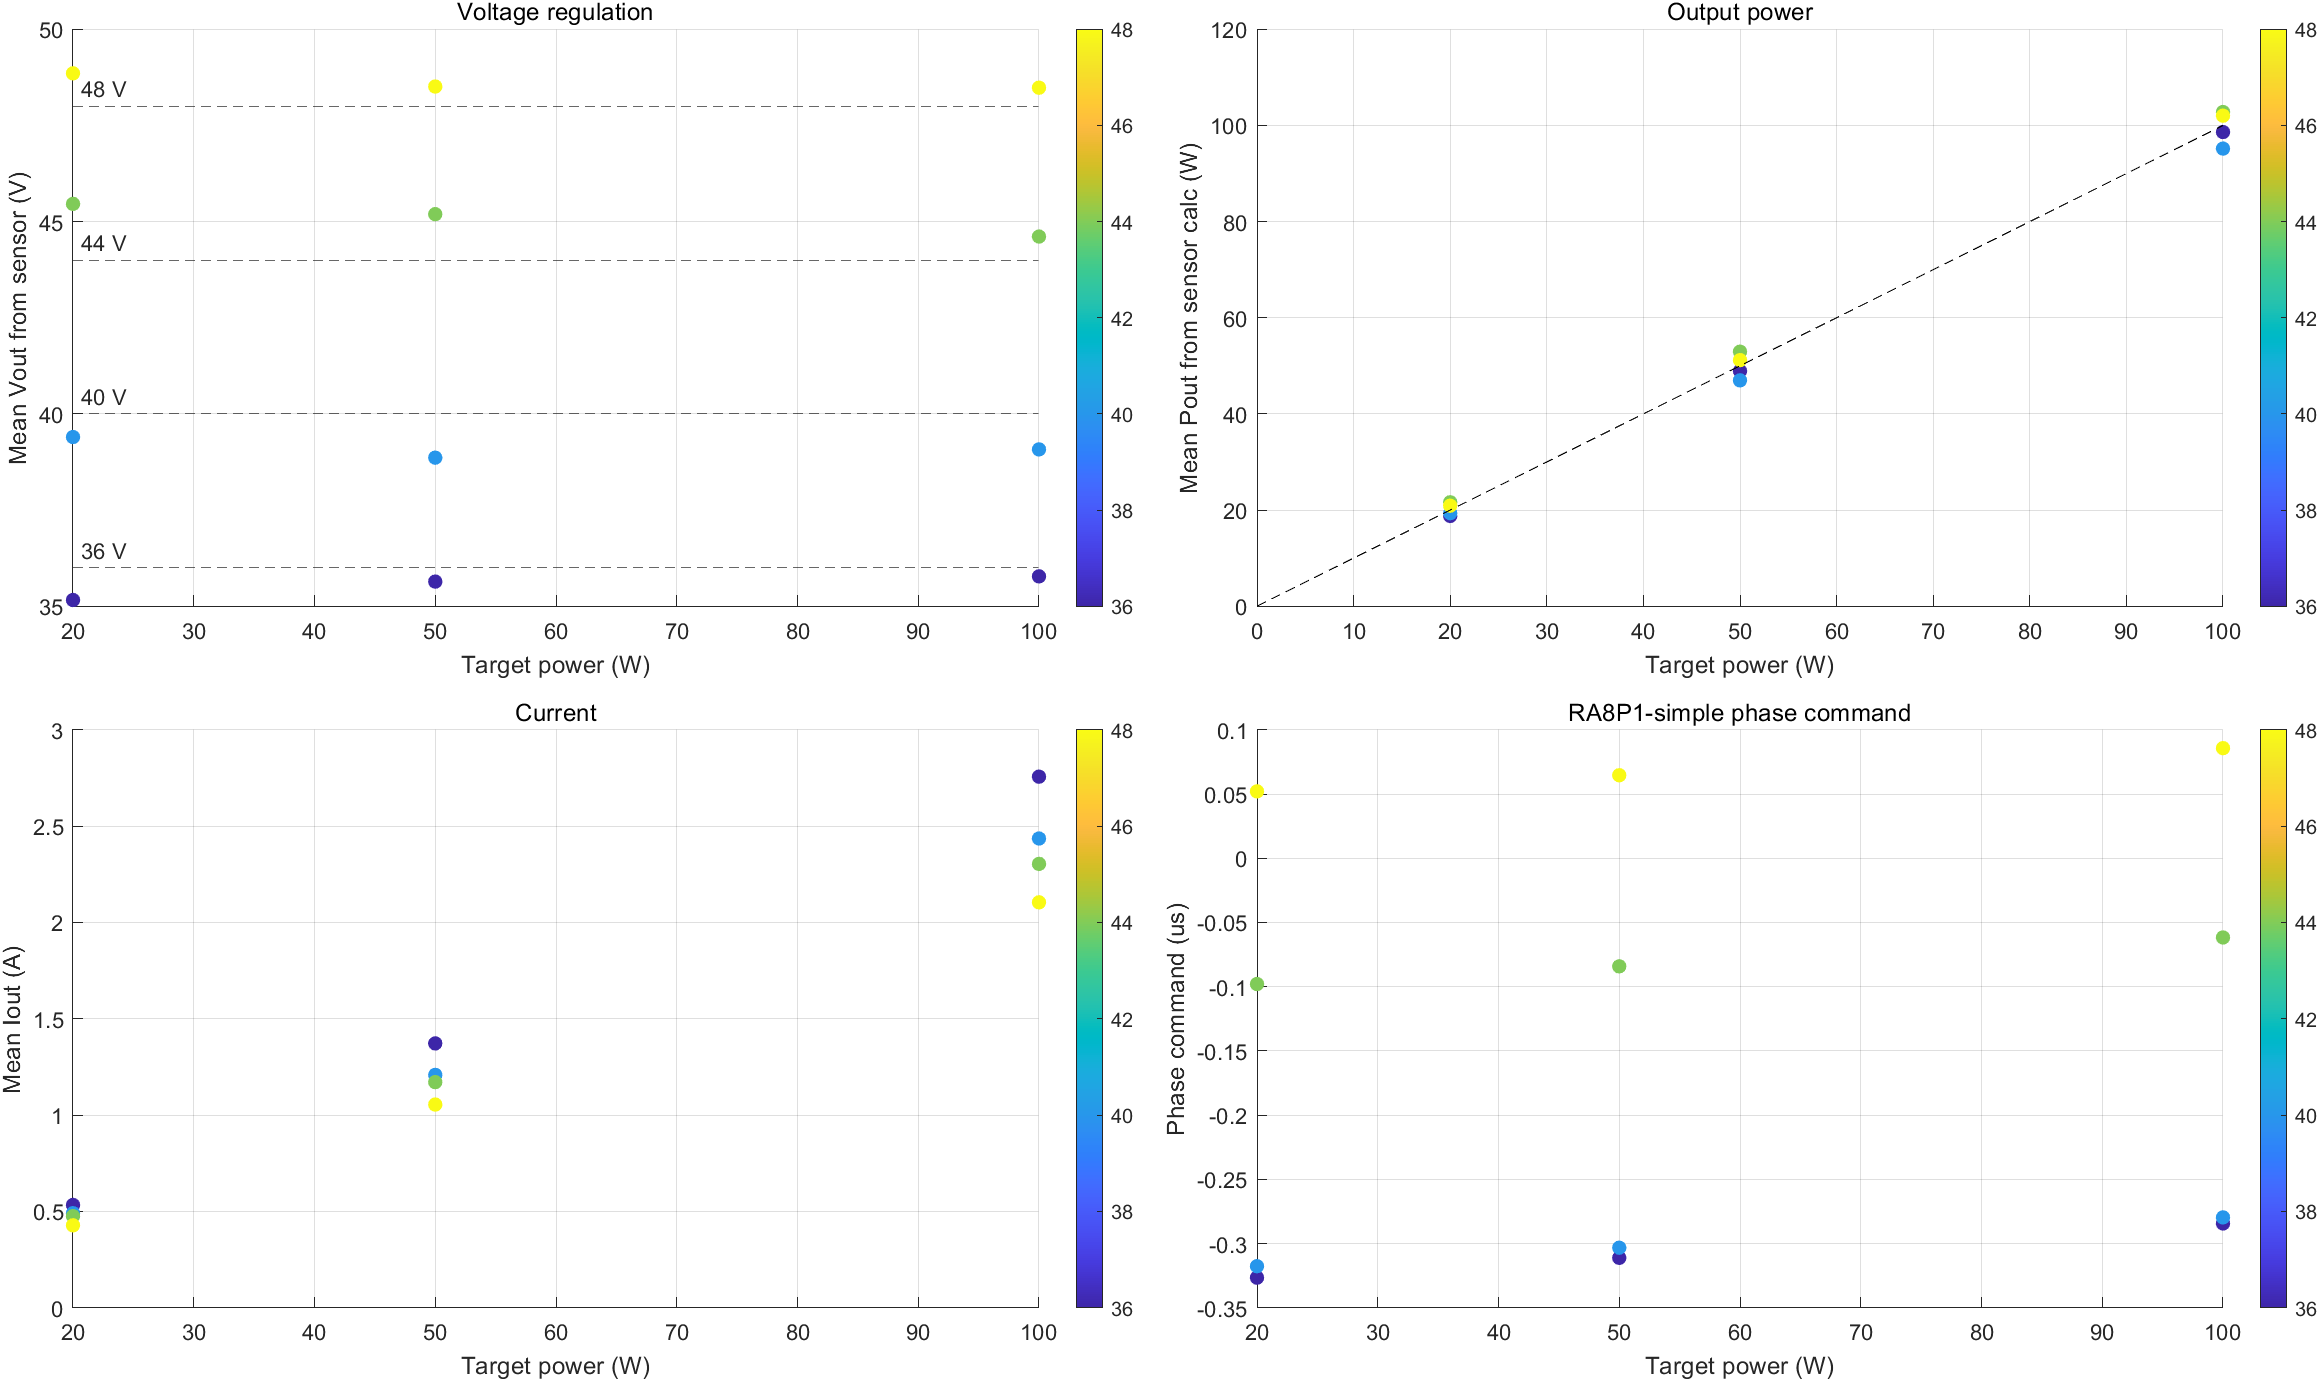 Voltage regulation
50
45
40
35
48 V
44 V
40 V
36 V
20 30 40 50 60 70 80 90 100
Target power (W)
Mean Vout from sensor (V)
48
46
44
42
40
38
36
Output power
120
100
80
60
40
20
0
0 10 20 30 40 50 60 70 80 90 100
Target power (W)
Mean Pout from sensor calc (W)
48
46
44
42
40
38
36
Current
3
2.5
2
1.5
1
0.5
0
20 30 40 50 60 70 80 90 100
Target power (W)
Mean Iout (A)
48
46
44
42
40
38
36
RA8P1-simple phase command
0.1
0.05
0
-0.05
-0.1
-0.15
-0.2
-0.25
-0.3
-0.35
20 30 40 50 60 70 80 90 100
Target power (W)
Phase command (us)
48
46
44
42
40
38
36